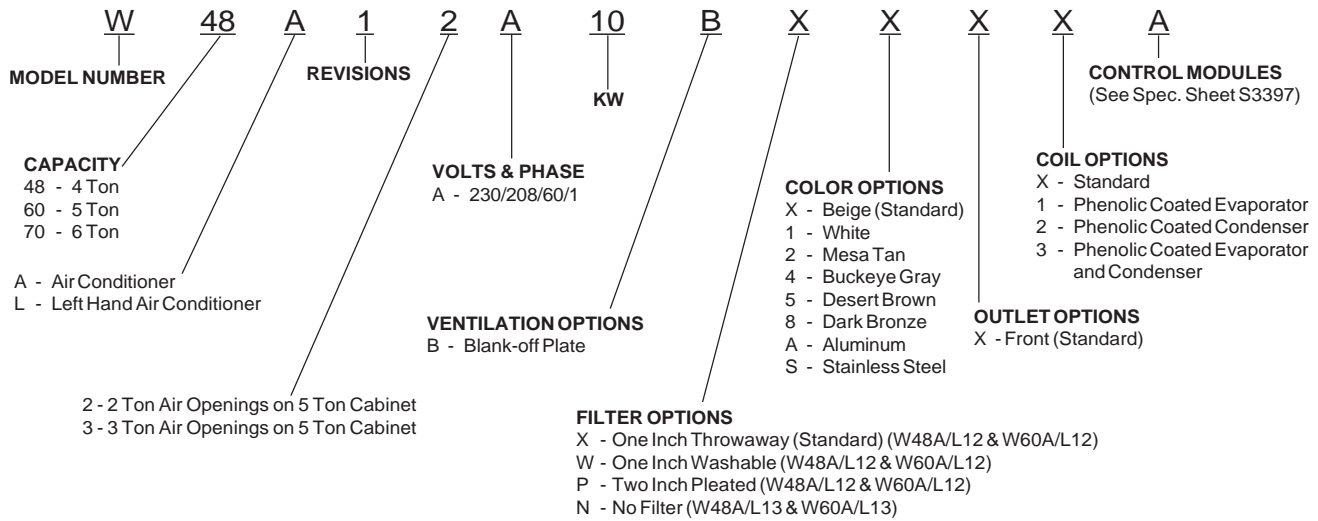 W 48 A 1 2 A 10 B X X X X A
MODEL NUMBER
REVISIONS
KW
CONTROL MODULES
(See Spec. Sheet S3397)
CAPACITY
48 - 4 Ton
60 - 5 Ton
70 - 6 Ton
A - Air Conditioner
L - Left Hand Air Conditioner
VOLTS & PHASE
A - 230/208/60/1
COLOR OPTIONS
X - Beige (Standard)
1 - White
2 - Mesa Tan
4 - Buckeye Gray
5 - Desert Brown
8 - Dark Bronze
A - Aluminum
S - Stainless Steel
COIL OPTIONS
X - Standard
1 - Phenolic Coated Evaporator
2 - Phenolic Coated Condenser
3 - Phenolic Coated Evaporator
and Condenser
VENTILATION OPTIONS
B - Blank-off Plate
OUTLET OPTIONS
X - Front (Standard)
2 - 2 Ton Air Openings on 5 Ton Cabinet
3 - 3 Ton Air Openings on 5 Ton Cabinet
FILTER OPTIONS
X - One Inch Throwaway (Standard) (W48A/L12 & W60A/L12)
W - One Inch Washable (W48A/L12 & W60A/L12)
P - Two Inch Pleated (W48A/L12 & W60A/L12)
N - No Filter (W48A/L13 & W60A/L13)